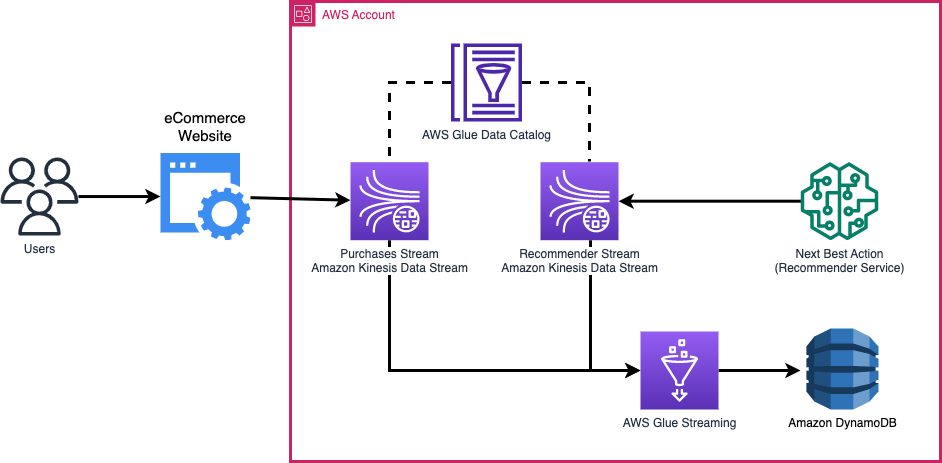 AWS Account
eCommerce
Website
AWS Glue Data Catalog
Users
Purchases Stream
Amazon Kinesis Data Stream
Recommender Stream
Amazon Kinesis Data Stream
Next Best Action
(Recommender Service)
AWS Glue Streaming
Amazon DynamoDB